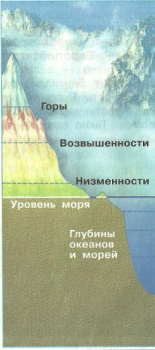 Горы
Возвышенности
Низменности
Уровень моря
Глубины
океанов
и морей